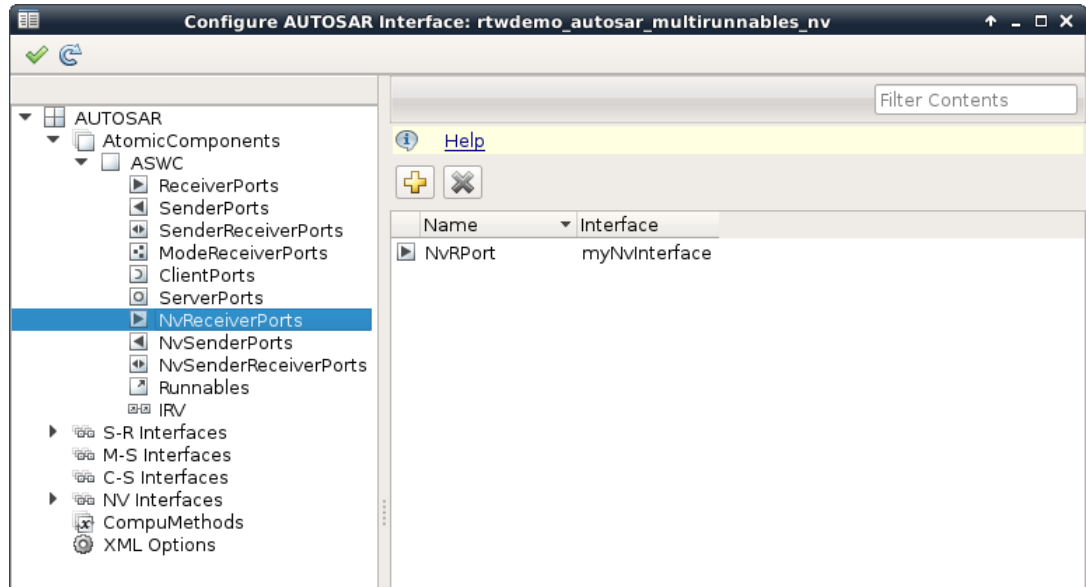 Configure AUTOSAR Interface: rtwdemo_autosar_multirunnables_nv
Filter Contents
AUTOSAR
AtomicComponents
ASWC
ReceiverPorts
SenderPorts
SenderReceiverPorts
ModeReceiverPorts
ClientPorts
ServerPorts
NvReceiverPorts
NvSenderPorts
NvSenderReceiverPorts
Runnables
IRV
S-R Interfaces
M-S Interfaces
C-S Interfaces
NV Interfaces
CompuMethods
XML Options
Help
Name Interface
NvRPort myNvInterface